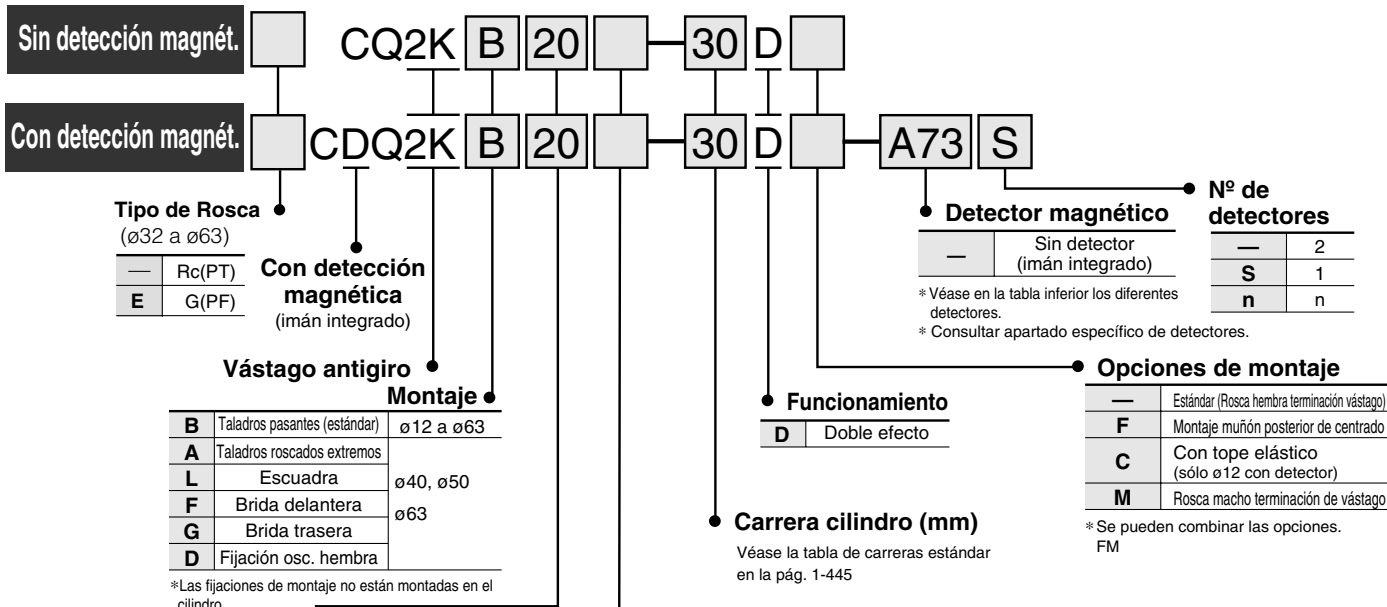 Sin detección magnét. CQ2K B 20 30 D
Con detección magnét. CDQ2K B 20 30 D A73 S
Tipo de Rosca
(ø32 a ø63)
— Rc(PT)
E G(PF)
Con detección
magnética
(imán integrado)
Detector magnético
— Sin detector
(imán integrado)
* Véase en la tabla inferior los diferentes
detectores.
* Consultar apartado específico de detectores.
Nº de
detectores
— 2
S 1
n n
Vástago antigiro
Montaje
B Taladros pasantes (estándar) ø12 a ø63
A Taladros roscados extremos
L Escuadra ø40, ø50
F Brida delantera ø63
G Brida trasera
D Fijación osc. hembra
*Las fijaciones de montaje no están montadas en el
cilindro
Funcionamiento
D Doble efecto
Carrera cilindro (mm)
Véase la tabla de carreras estándar
en la pág. 1-445
Opciones de montaje
— Estándar (Rosca hembra terminación vástago)
F Montaje muñón posterior de centrado
C Con tope elástico
(sólo ø12 con detector)
M Rosca macho terminación de vástago
* Se pueden combinar las opciones.
FM